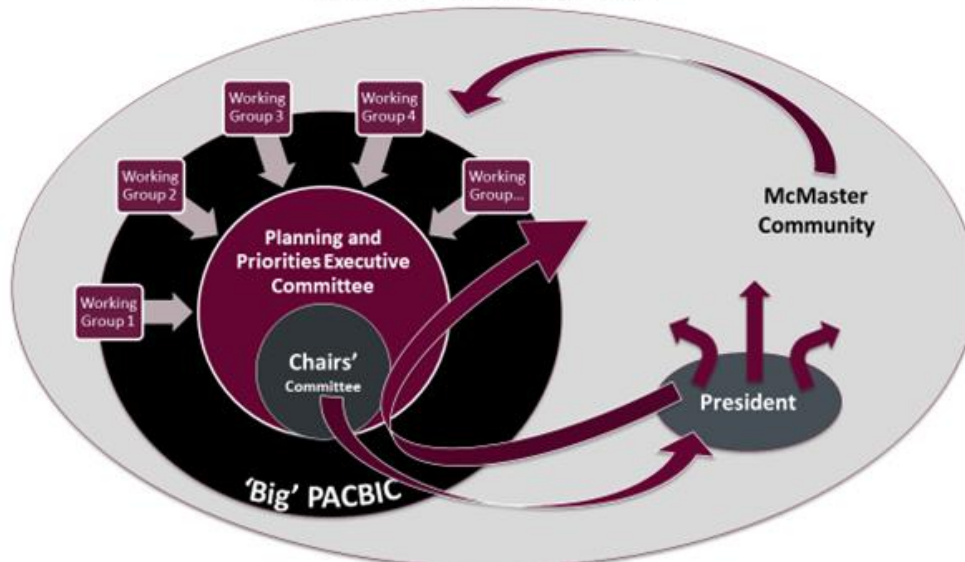 Working
Group 3
Working
Group 4
Working
Group 2
Working
Group...
McMaster
Community
Planning and
Priorities Executive
Committee
Working
Group 1
Chairs'
Committee
President
'Big' PACBIC